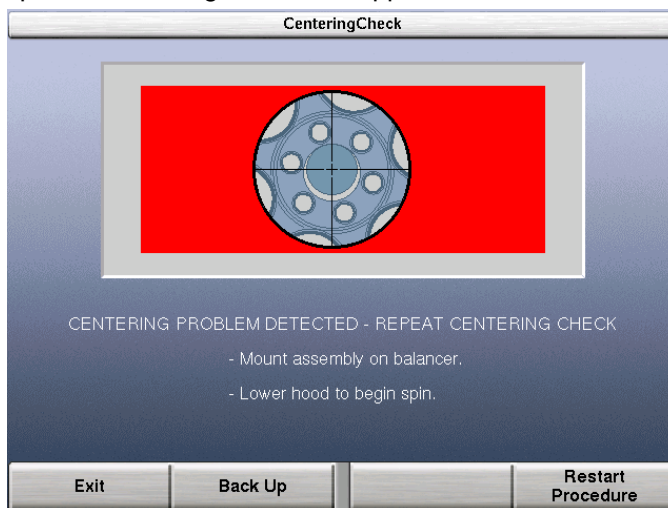 CenteringCheck
CENTERING PROBLEM DETECTED - REPEAT CENTERING CHECK
- Mount assembly on balancer.
- Lower hood to begin spin.
Exit
Back Up
Restart
Procedure